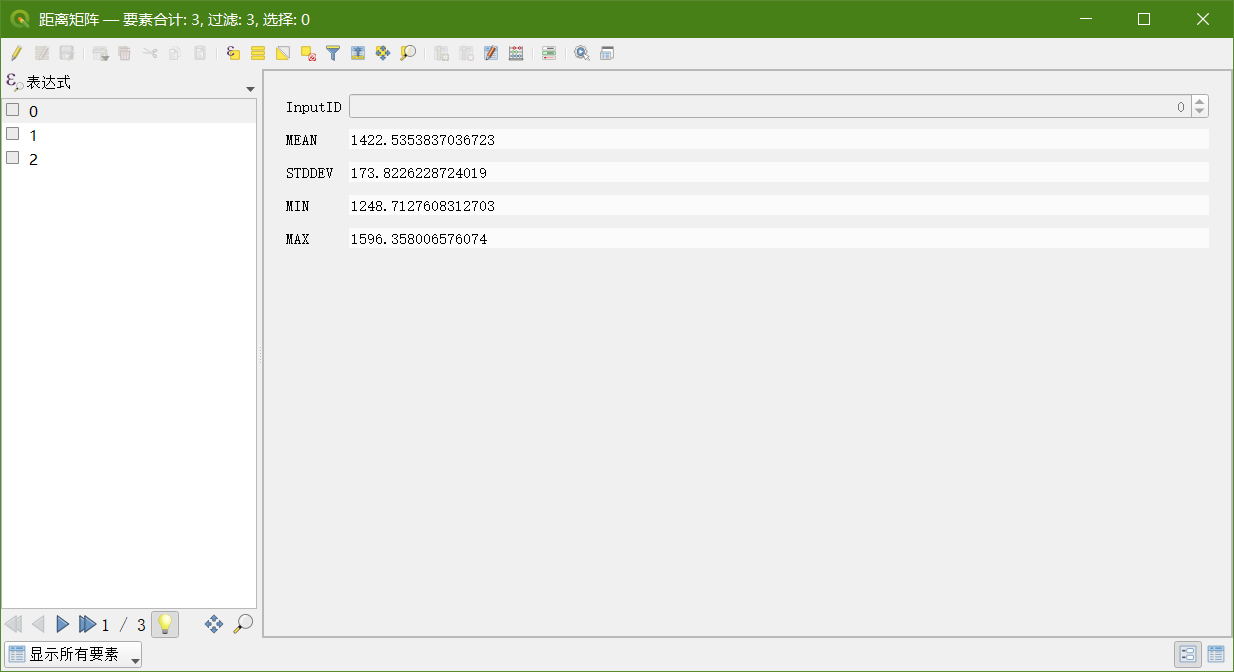 距离矩阵 — 要素合计: 3, 过滤: 3, 选择: 0
表达式
0
1
2
InputID 0
MEAN 1422.5353837036723
STDDEV 173.8226228724019
MIN 1248.7127608312703
MAX 1596.358006576074
1 / 3
显示所有要素